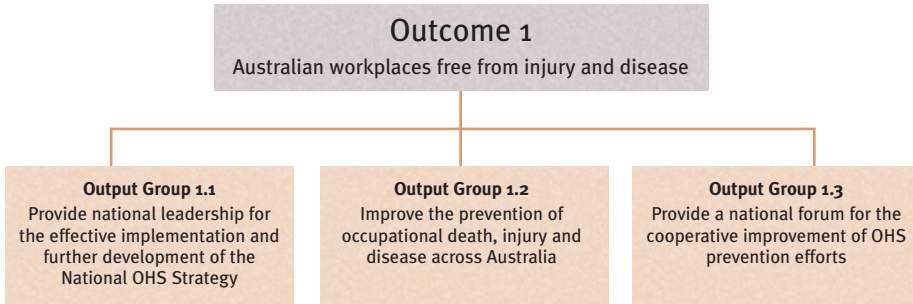 Outcome 1
Australian workplaces free from injury and disease
Output Group 1.1
Provide national leadership for
the effective implementation and
further development of the
National OHS Strategy
Output Group 1.2
Improve the prevention of
occupational death, injury and
disease across Australia
Output Group 1.3
Provide a national forum for the
cooperative improvement of OHS
prevention efforts